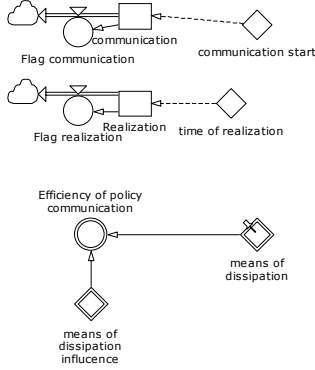 communication
communication start
Flag communication
Realization
time of realization
Flag realization
Efficiency of policy
communication
means of
dissipation
means of
dissipation
influcence